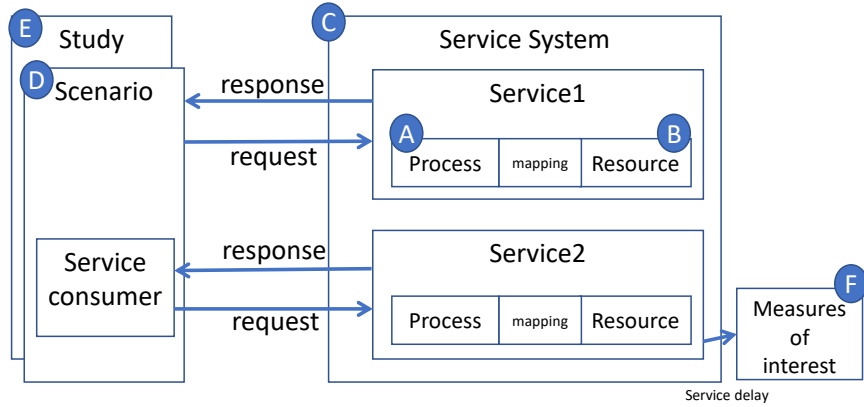 E
Study
D
Scenario
C
Service System
response
request
Service1
A
B
Process
mapping
Resource
Service
consumer
response
request
Service2
Process
mapping
Resource
F
Measures
of
interest
Service delay